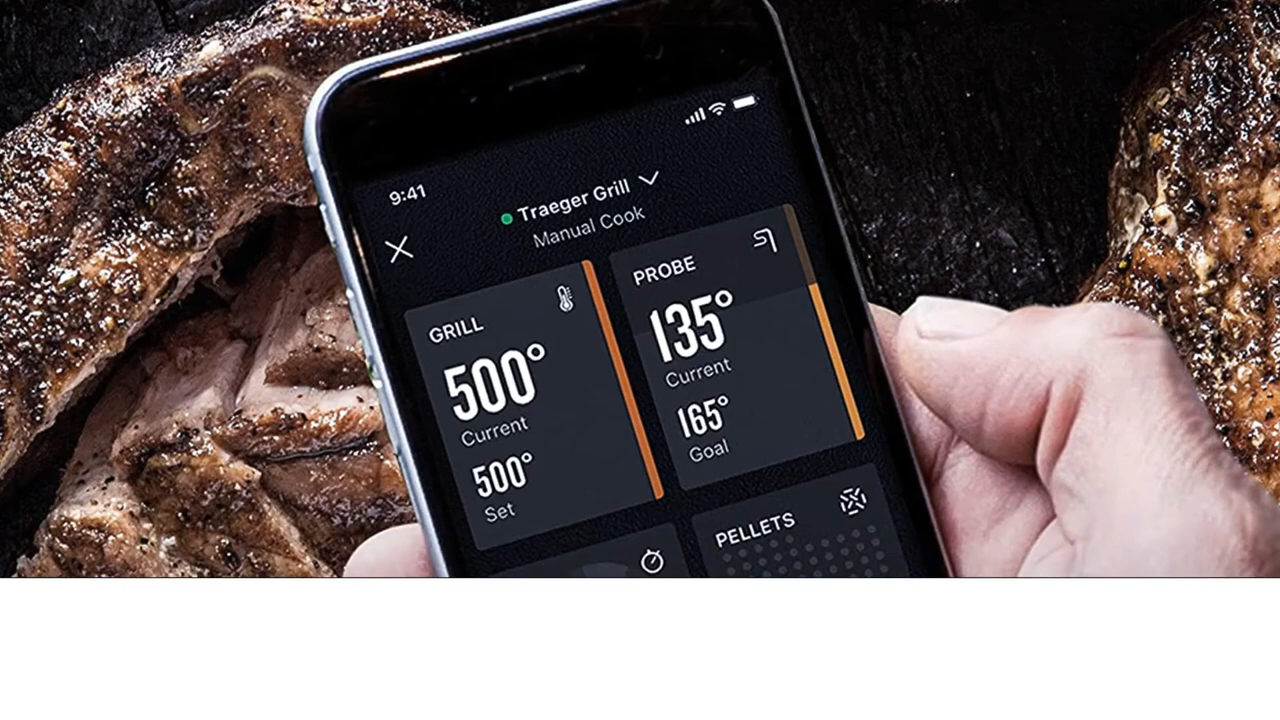 9:41
Traeger Grill
Manual Cook
GRILL
500°
Current
500°
Set
PROBE
135°
Current
165°
Goal
PELLETS